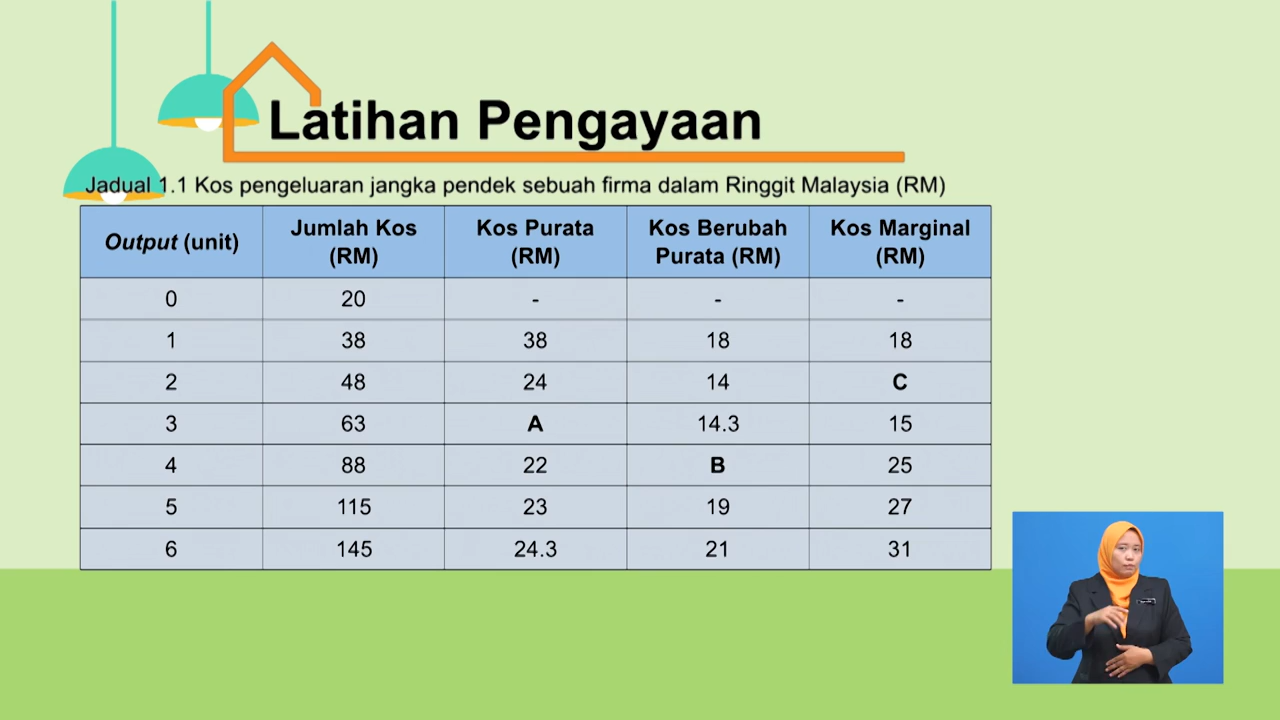 Latihan Pengayaan
Jadual 1.1 Kos pengeluaran jangka pendek sebuah firma dalam Ringgit Malaysia (RM)
Output (unit) Jumlah Kos (RM) Kos Purata (RM) Kos Berubah Purata (RM) Kos Marginal (RM)
0 20 - - -
1 38 38 18 18
2 48 24 14 C
3 63 A 14.3 15
4 88 22 B 25
5 115 23 19 27
6 145 24.3 21 31